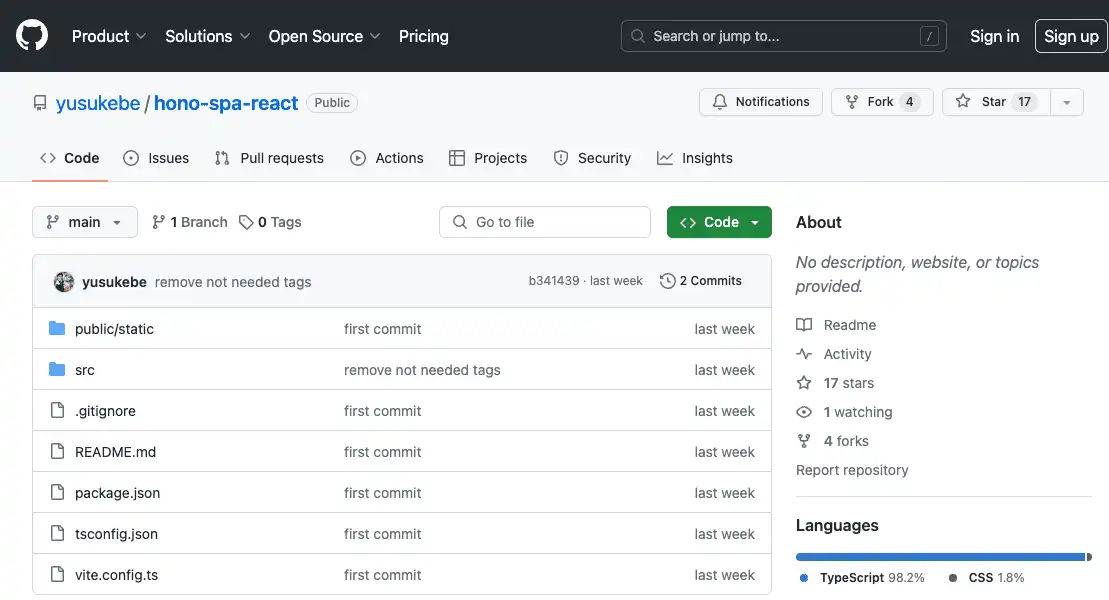 Product Solutions Open Source Pricing Search or jump to... / Sign in Sign up
yusukebe / hono-spa-react Public Notifications Fork 4 Star 17
Code Issues Pull requests Actions Projects Security Insights
main 1 Branch 0 Tags Go to file Code
yusukebe remove not needed tags b341439 · last week 2 Commits
public/static first commit last week
src remove not needed tags last week
.gitignore first commit last week
README.md first commit last week
package.json first commit last week
tsconfig.json first commit last week
vite.config.ts first commit last week
About
No description, website, or topics
provided.
Readme
Activity
17 stars
1 watching
4 forks
Report repository
Languages
TypeScript 98.2% CSS 1.8%